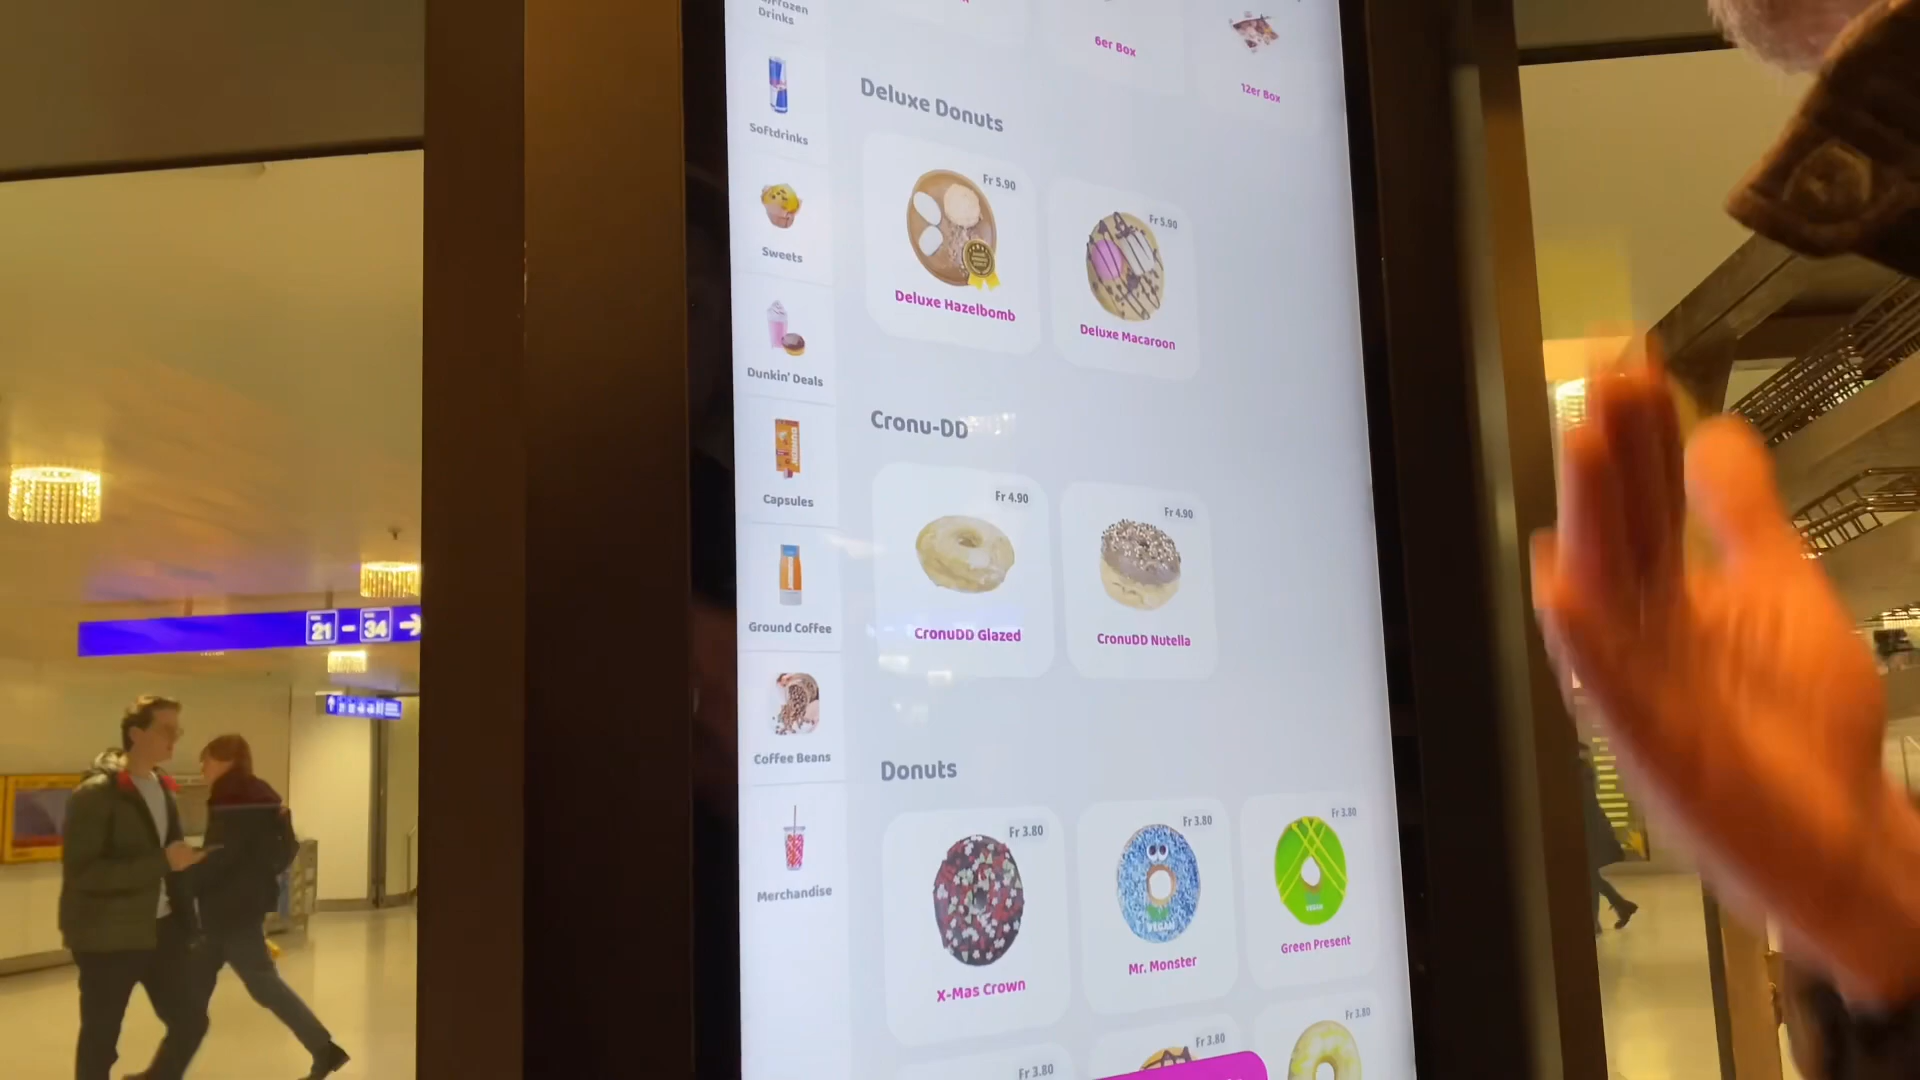 Drinks
Softdrinks
Sweets
Dunkin' Deals
Capsules
Ground Coffee
Coffee Beans
Merchandise
6er Box
12er Box
Deluxe Donuts
Fr 5.90
Deluxe Hazelbomb
Fr 5.90
Deluxe Macaroon
Cronu-DD
Fr 4.90
CronuDD Glazed
Fr 4.90
CronuDD Nutella
Donuts
Fr 3.80
X-Mas Crown
Fr 3.80
VEGAN
Mr. Monster
Fr 3.80
VEGAN
Green Present
Fr 3.80
Fr 3.80
Fr 3.80
21 - 34